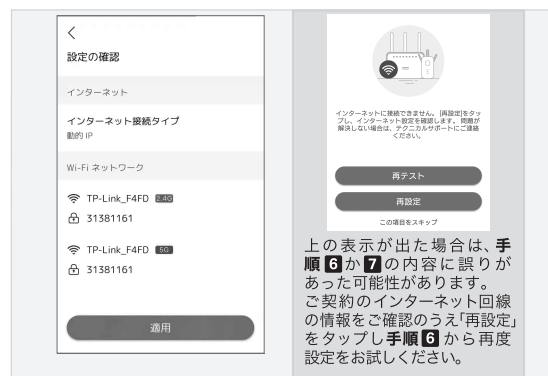 設定の確認
インターネット
インターネット接続タイプ
動的 IP
Wi-Fi ネットワーク
TP-Link_F4FD 2.4G
31381161
TP-Link_F4FD 5G
31381161
適用
インターネットに接続できません。[再設定]をタッ
プし、インターネット設定を確認します。 問題が
解決しない場合は、テクニカルサポートにご連絡
ください。
再テスト
再設定
この項目をスキップ
上の表示が出た場合は、手
順 6 か 7 の内容に誤りが
あった可能性があります。
ご契約のインターネット回線
の情報をご確認のうえ「再設定」
をタップし手順 6 から再度
設定をお試しください。